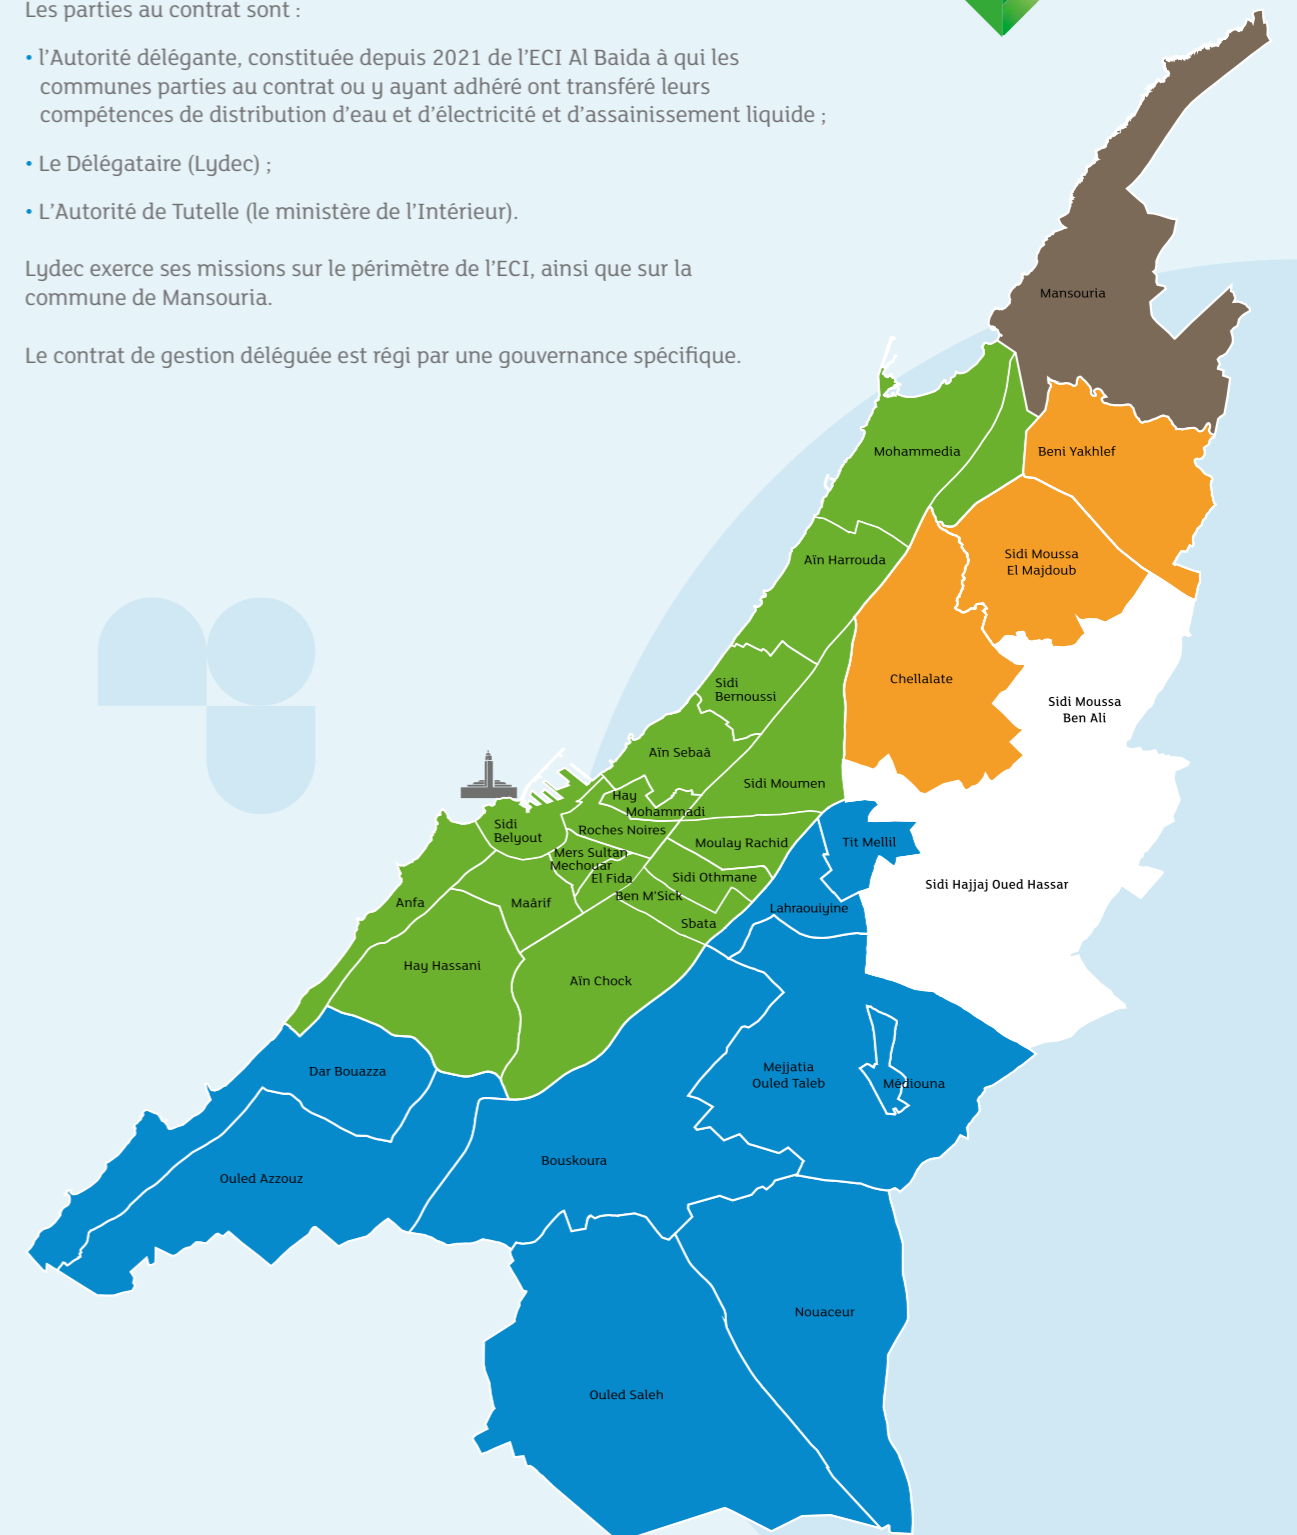 Les parties au contrat sont :
• l’Autorité délégante, constituée depuis 2021 de l’ECI Al Baida à qui les
communes parties au contrat ou y ayant adhéré ont transféré leurs
compétences de distribution d’eau et d’électricité et d’assainissement liquide ;
• Le Délégataire (Lydec) ;
• L’Autorité de Tutelle (le ministère de l’Intérieur).
Lydec exerce ses missions sur le périmètre de l’ECI, ainsi que sur la
commune de Mansouria.
Le contrat de gestion déléguée est régi par une gouvernance spécifique.
Mansouria
Mohammedia
Beni Yakhlef
Aïn Harrouda
Sidi Moussa
El Majdoub
Chellalate
Sidi
Bernoussi
Sidi Moussa
Ben Ali
Aïn Sebaâ
Sidi Moumen
Hay
Mohammadi
Sidi
Belyout
Roches Noires
Moulay Rachid
Tit Mellil
Mers Sultan
Mechouar
El Fida
Sidi Othmane
Sidi Hajjaj Oued Hassar
Ben M'Sick
Anfa
Maârif
Lahraouiyine
Sbata
Hay Hassani
Aïn Chock
Dar Bouazza
Mejjatia
Ouled Taleb
Médiouna
Bouskoura
Ouled Azzouz
Nouaceur
Ouled Saleh